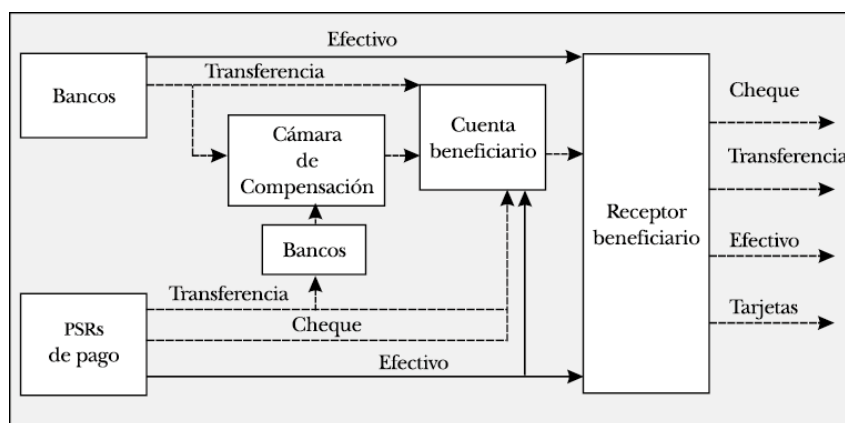 Efectivo
Bancos
Transferencia
Cheque
Cámara
de
Compensación
Cuenta
beneficiario
Transferencia
Receptor
beneficiario
Bancos
Efectivo
Transferencia
PSRs
de pago
Cheque
Tarjetas
Efectivo